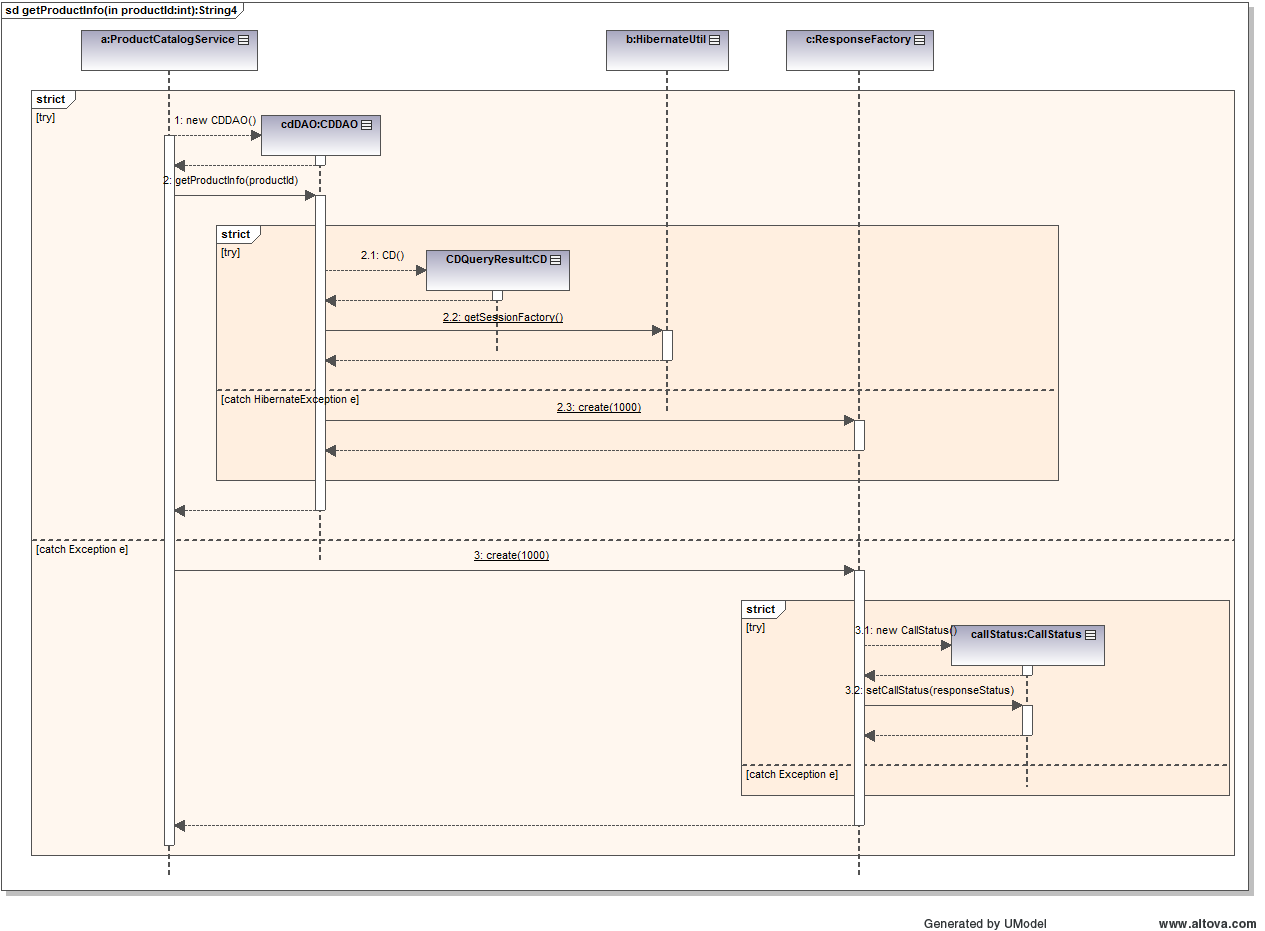 sd getProductInfo(in productId:int):String4
a:ProductCatalogService
b:HibernateUtil
c:ResponseFactory
strict
[try]
1: new CDDAO()
cdDAO:CDDAO
2: getProductInfo(productId)
strict
[try]
2.1: CD()
CDQueryResult:CD
2.2: getSessionFactory()
[catch HibernateException e]
2.3: create(1000)
[catch Exception e]
3: create(1000)
strict
[try]
3.1: new CallStatus()
callStatus:CallStatus
3.2: setCallStatus(responseStatus)
[catch Exception e]
Generated by UModel
www.altova.com